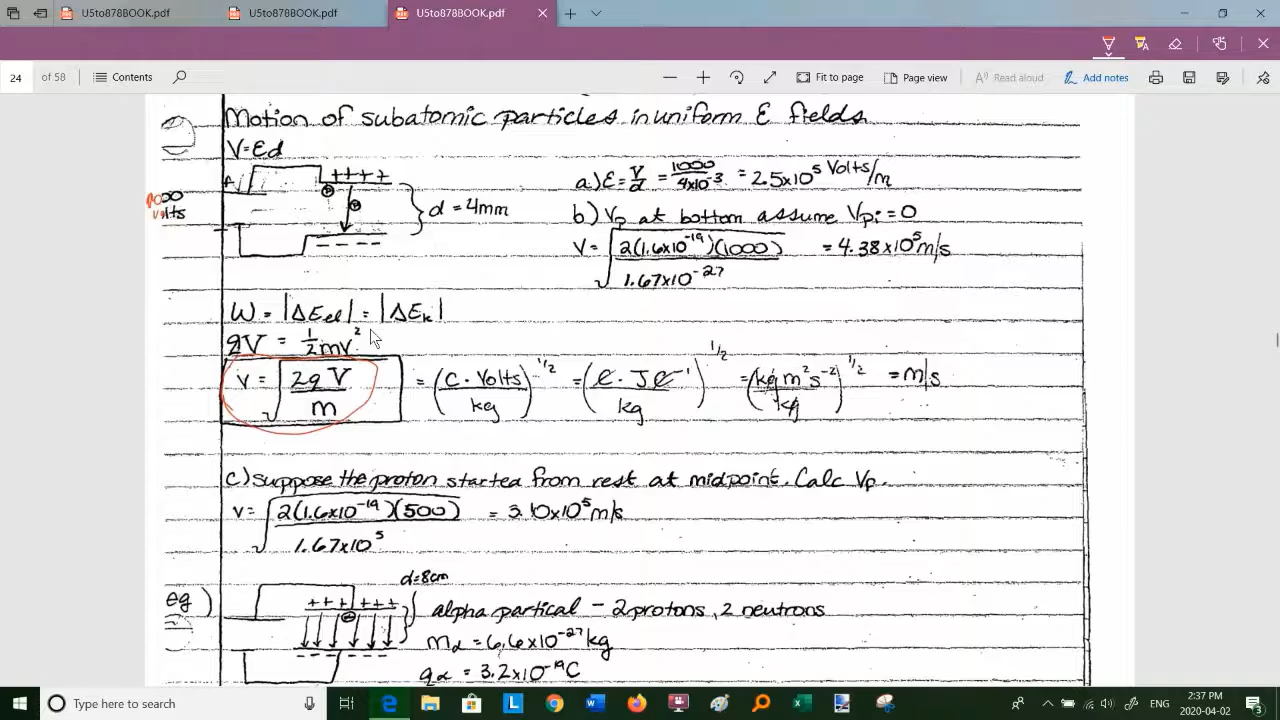 U5to878BOOK.pdf
U5to878BOOK.pdf
U5to878BOOK.pdf
24 of 58
Contents
Fit to page
Page view
Read aloud
Add notes
Motion of subatomic particles in uniform ε fields.
V=εd
++++
1000 volts
d = 4mm
- - - -
a) ε = V/d = 1000/4x10⁻³ = 2.5x10⁵ Volts/m
b) Vp at bottom assume Vpi = 0
V = √(2(1.6x10⁻¹⁹)(1000)/1.67x10⁻²⁷) = 4.38x10⁵ m/s
W = |ΔEel| = |ΔEk|
qV = ½mv²
v = √(2qV/m) = (C·Volts/kg)^1/2 = (C·JC⁻¹/kg)^1/2 = (kg m²s⁻²/kg)^1/2 = m/s
c) suppose the proton started from rest at midpoint. Calc Vp.
v = √(2(1.6x10⁻¹⁹)(500)/1.67x10⁵) = 3.10x10⁵ m/s
d=8cm
eg)
+++ +++
alpha partical - 2 protons, 2 neutrons
mα = 6.6x10⁻²⁷ kg
qα = 3.2x10⁻¹⁹C
Type here to search
ENG
2:37 PM
2020-04-02